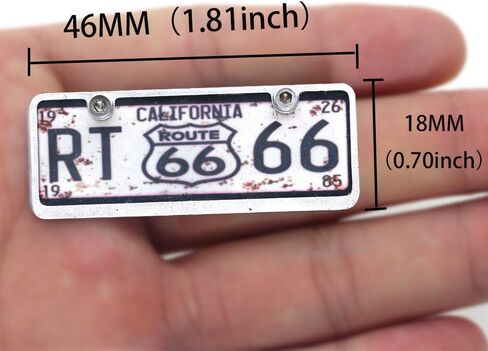 46MM（1.81inch）
19 CALIFORNIA 26
RT ROUTE 66 66
19 85
18MM
（0.70inch）